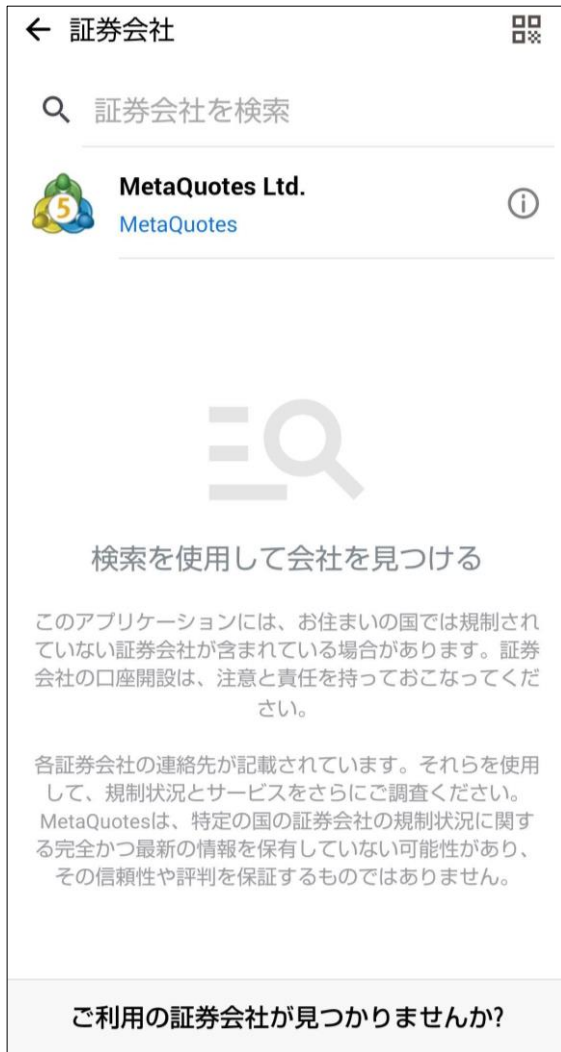 証券会社
証券会社を検索
5
MetaQuotes Ltd.
MetaQuotes
検索を使用して会社を見つける
このアプリケーションには、お住まいの国では規制され
ていない証券会社が含まれている場合があります。証券
会社の口座開設は、注意と責任を持っておこなってくだ
さい。
各証券会社の連絡先が記載されています。それらを使用
して、規制状況とサービスをさらにご調査ください。
MetaQuotesは、特定の国の証券会社の規制状況に関す
る完全かつ最新の情報を保有していない可能性があり、
その信頼性や評判を保証するものではありません。
ご利用の証券会社が見つかりませんか?